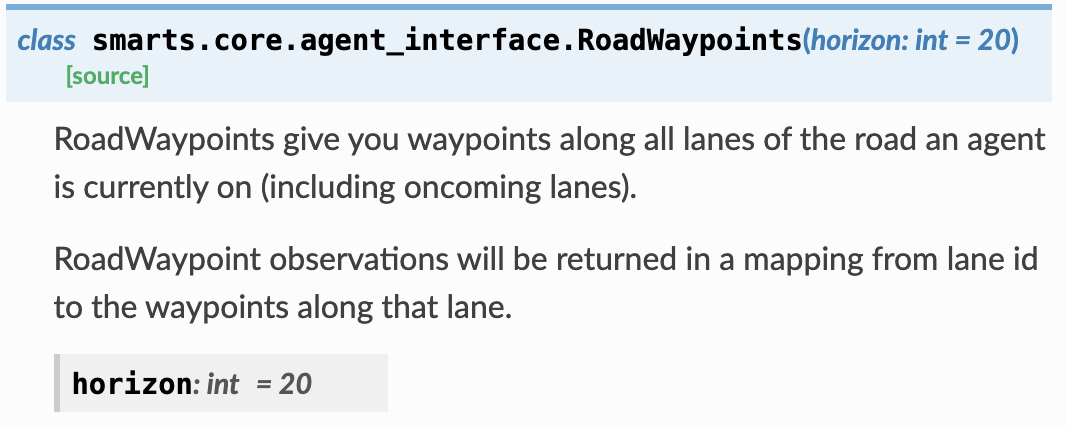 class smarts.core.agent_interface.RoadWaypoints(horizon: int = 20)
[source]
RoadWaypoints give you waypoints along all lanes of the road an agent
is currently on (including oncoming lanes).
RoadWaypoint observations will be returned in a mapping from lane id
to the waypoints along that lane.
horizon: int = 20